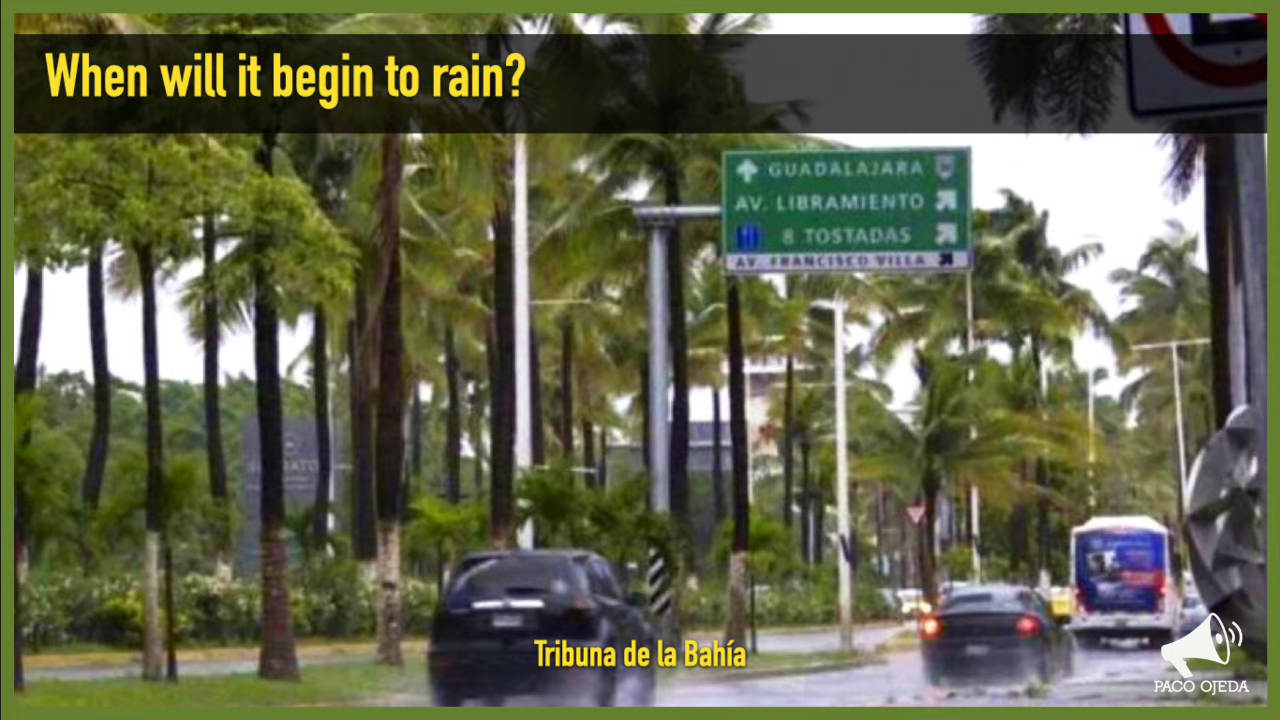 When will it begin to rain?
GUADALAJARA
AV. LIBRAMIENTO
8 TOSTADAS
AV. FRANCISCO VILLA
Tribuna de la Bahía
PACO OJEDA